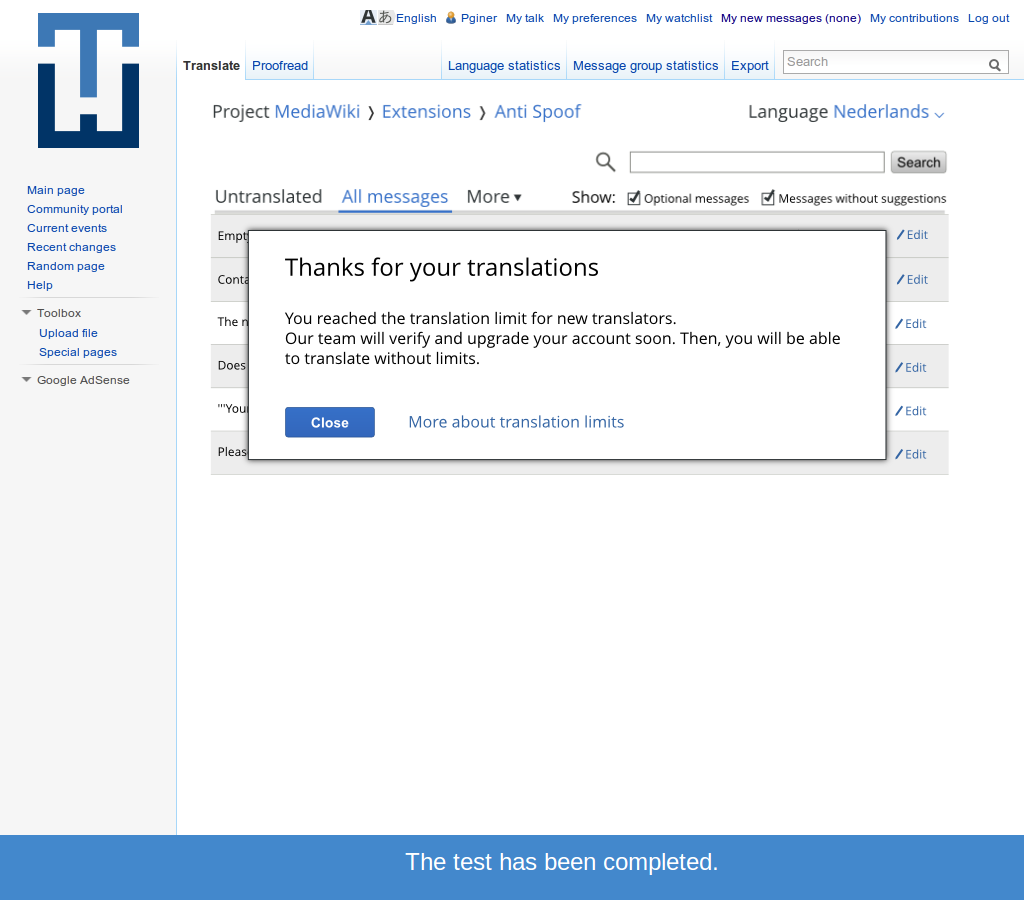 English Pginer My talk My preferences My watchlist My new messages (none) My contributions Log out
Translate Proofread Language statistics Message group statistics Export Search
Project MediaWiki ❯ Extensions ❯ Anti Spoof Language Nederlands
Search
Untranslated All messages More ▾ Show: Optional messages Messages without suggestions
Main page
Community portal
Current events
Recent changes
Random page
Help
Toolbox
Upload file
Special pages
Google AdSense
Edit
Edit
The n Edit
Does Edit
Edit
Edit
Thanks for your translations
You reached the translation limit for new translators.
Our team will verify and upgrade your account soon. Then, you will be able
to translate without limits.
Close More about translation limits
The test has been completed.